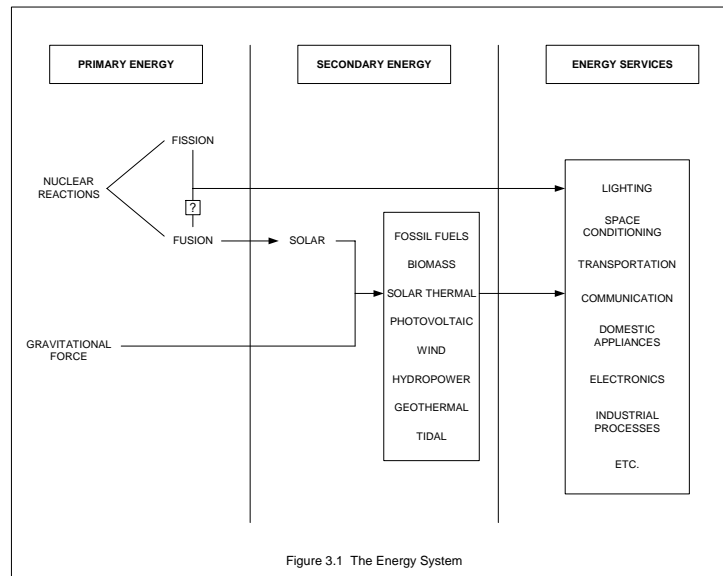 PRIMARY ENERGY
SECONDARY ENERGY
ENERGY SERVICES
FISSION
NUCLEAR
REACTIONS
?
FUSION
SOLAR
GRAVITATIONAL
FORCE
FOSSIL FUELS
BIOMASS
SOLAR THERMAL
PHOTOVOLTAIC
WIND
HYDROPOWER
GEOTHERMAL
TIDAL
LIGHTING
SPACE
CONDITIONING
TRANSPORTATION
COMMUNICATION
DOMESTIC
APPLIANCES
ELECTRONICS
INDUSTRIAL
PROCESSES
ETC.
Figure 3.1 The Energy System